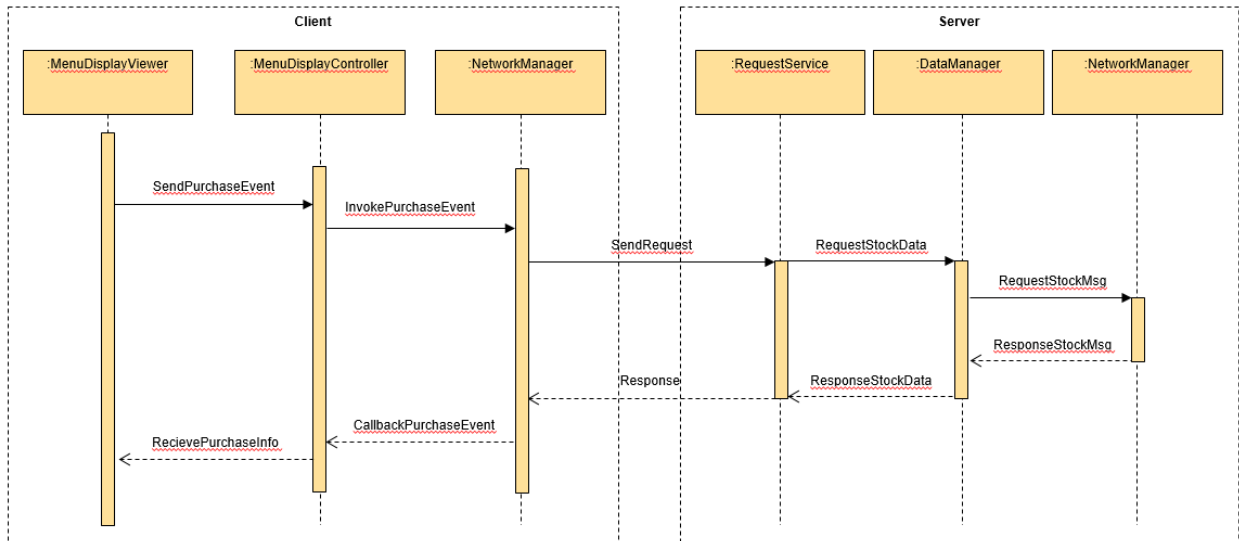 Client
Server
:MenuDisplayViewer
:MenuDisplayController
:NetworkManager
:RequestService
:DataManager
:NetworkManager
SendPurchaseEvent
InvokePurchaseEvent
SendRequest
RequestStockData
RequestStockMsg
ResponseStockMsg
ResponseStockData
Response
CallbackPurchaseEvent
RecievePurchaseInfo